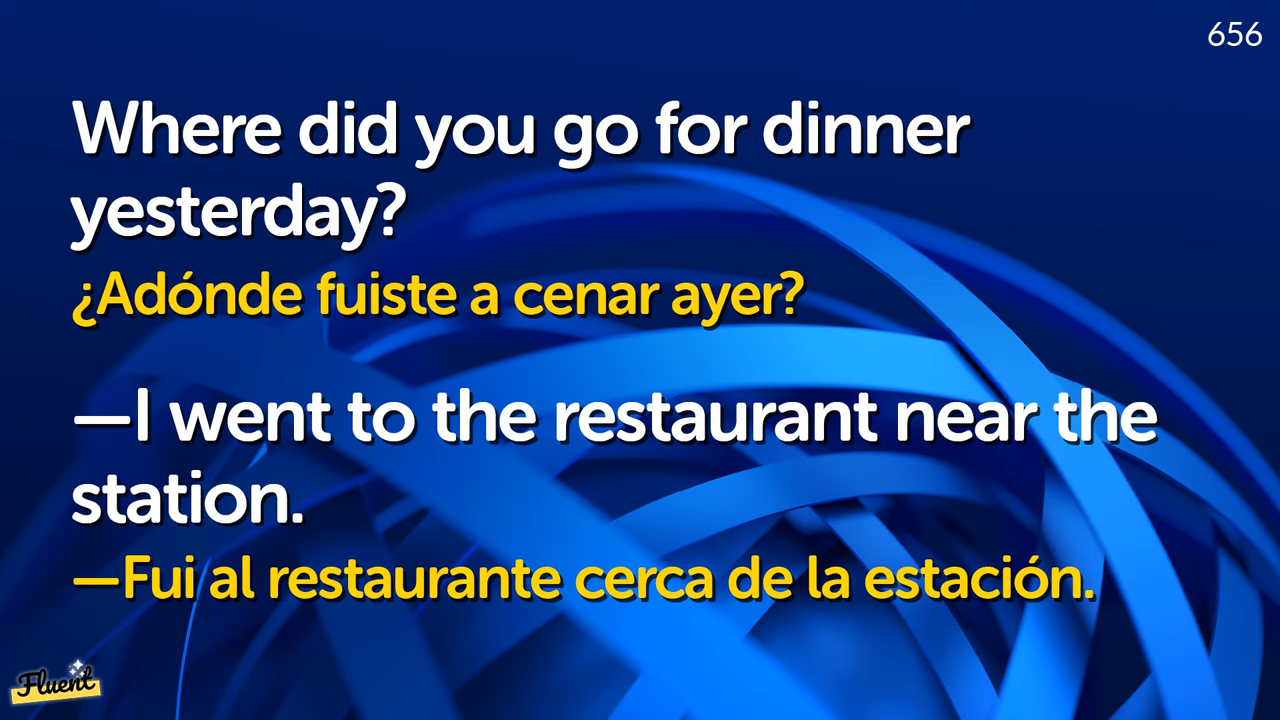 656
Where did you go for dinner
yesterday?
¿Adónde fuiste a cenar ayer?
—I went to the restaurant near the
station.
—Fui al restaurante cerca de la estación.
Fluent